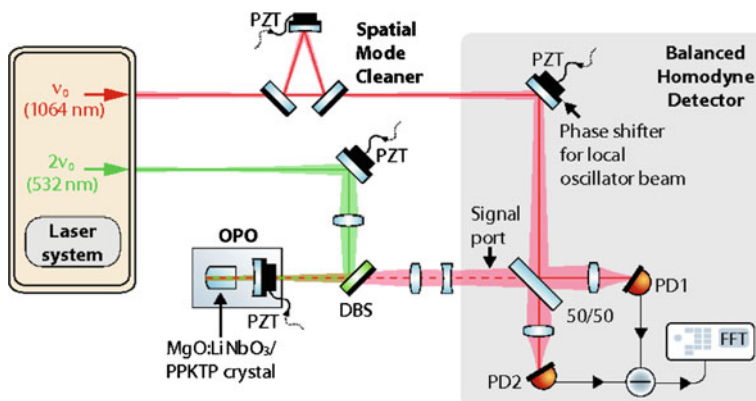 PZT
Spatial
Mode
Cleaner
PZT
Balanced
Homodyne
Detector
ν₀
(1064 nm)
Phase shifter
for local
oscillator beam
2ν₀
(532 nm)
PZT
Laser
system
OPO
Signal
port
PZT
DBS
50/50
PD1
MgO:LiNbO₃/
PPKTP crystal
PD2
FFT